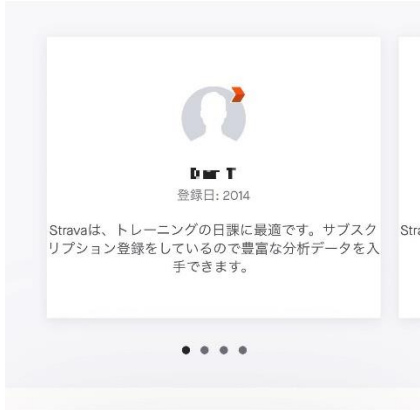 登録日: 2014
Stravaは、トレーニングの日課に最適です。サブスク
リプション登録をしているので豊富な分析データを入
手できます。